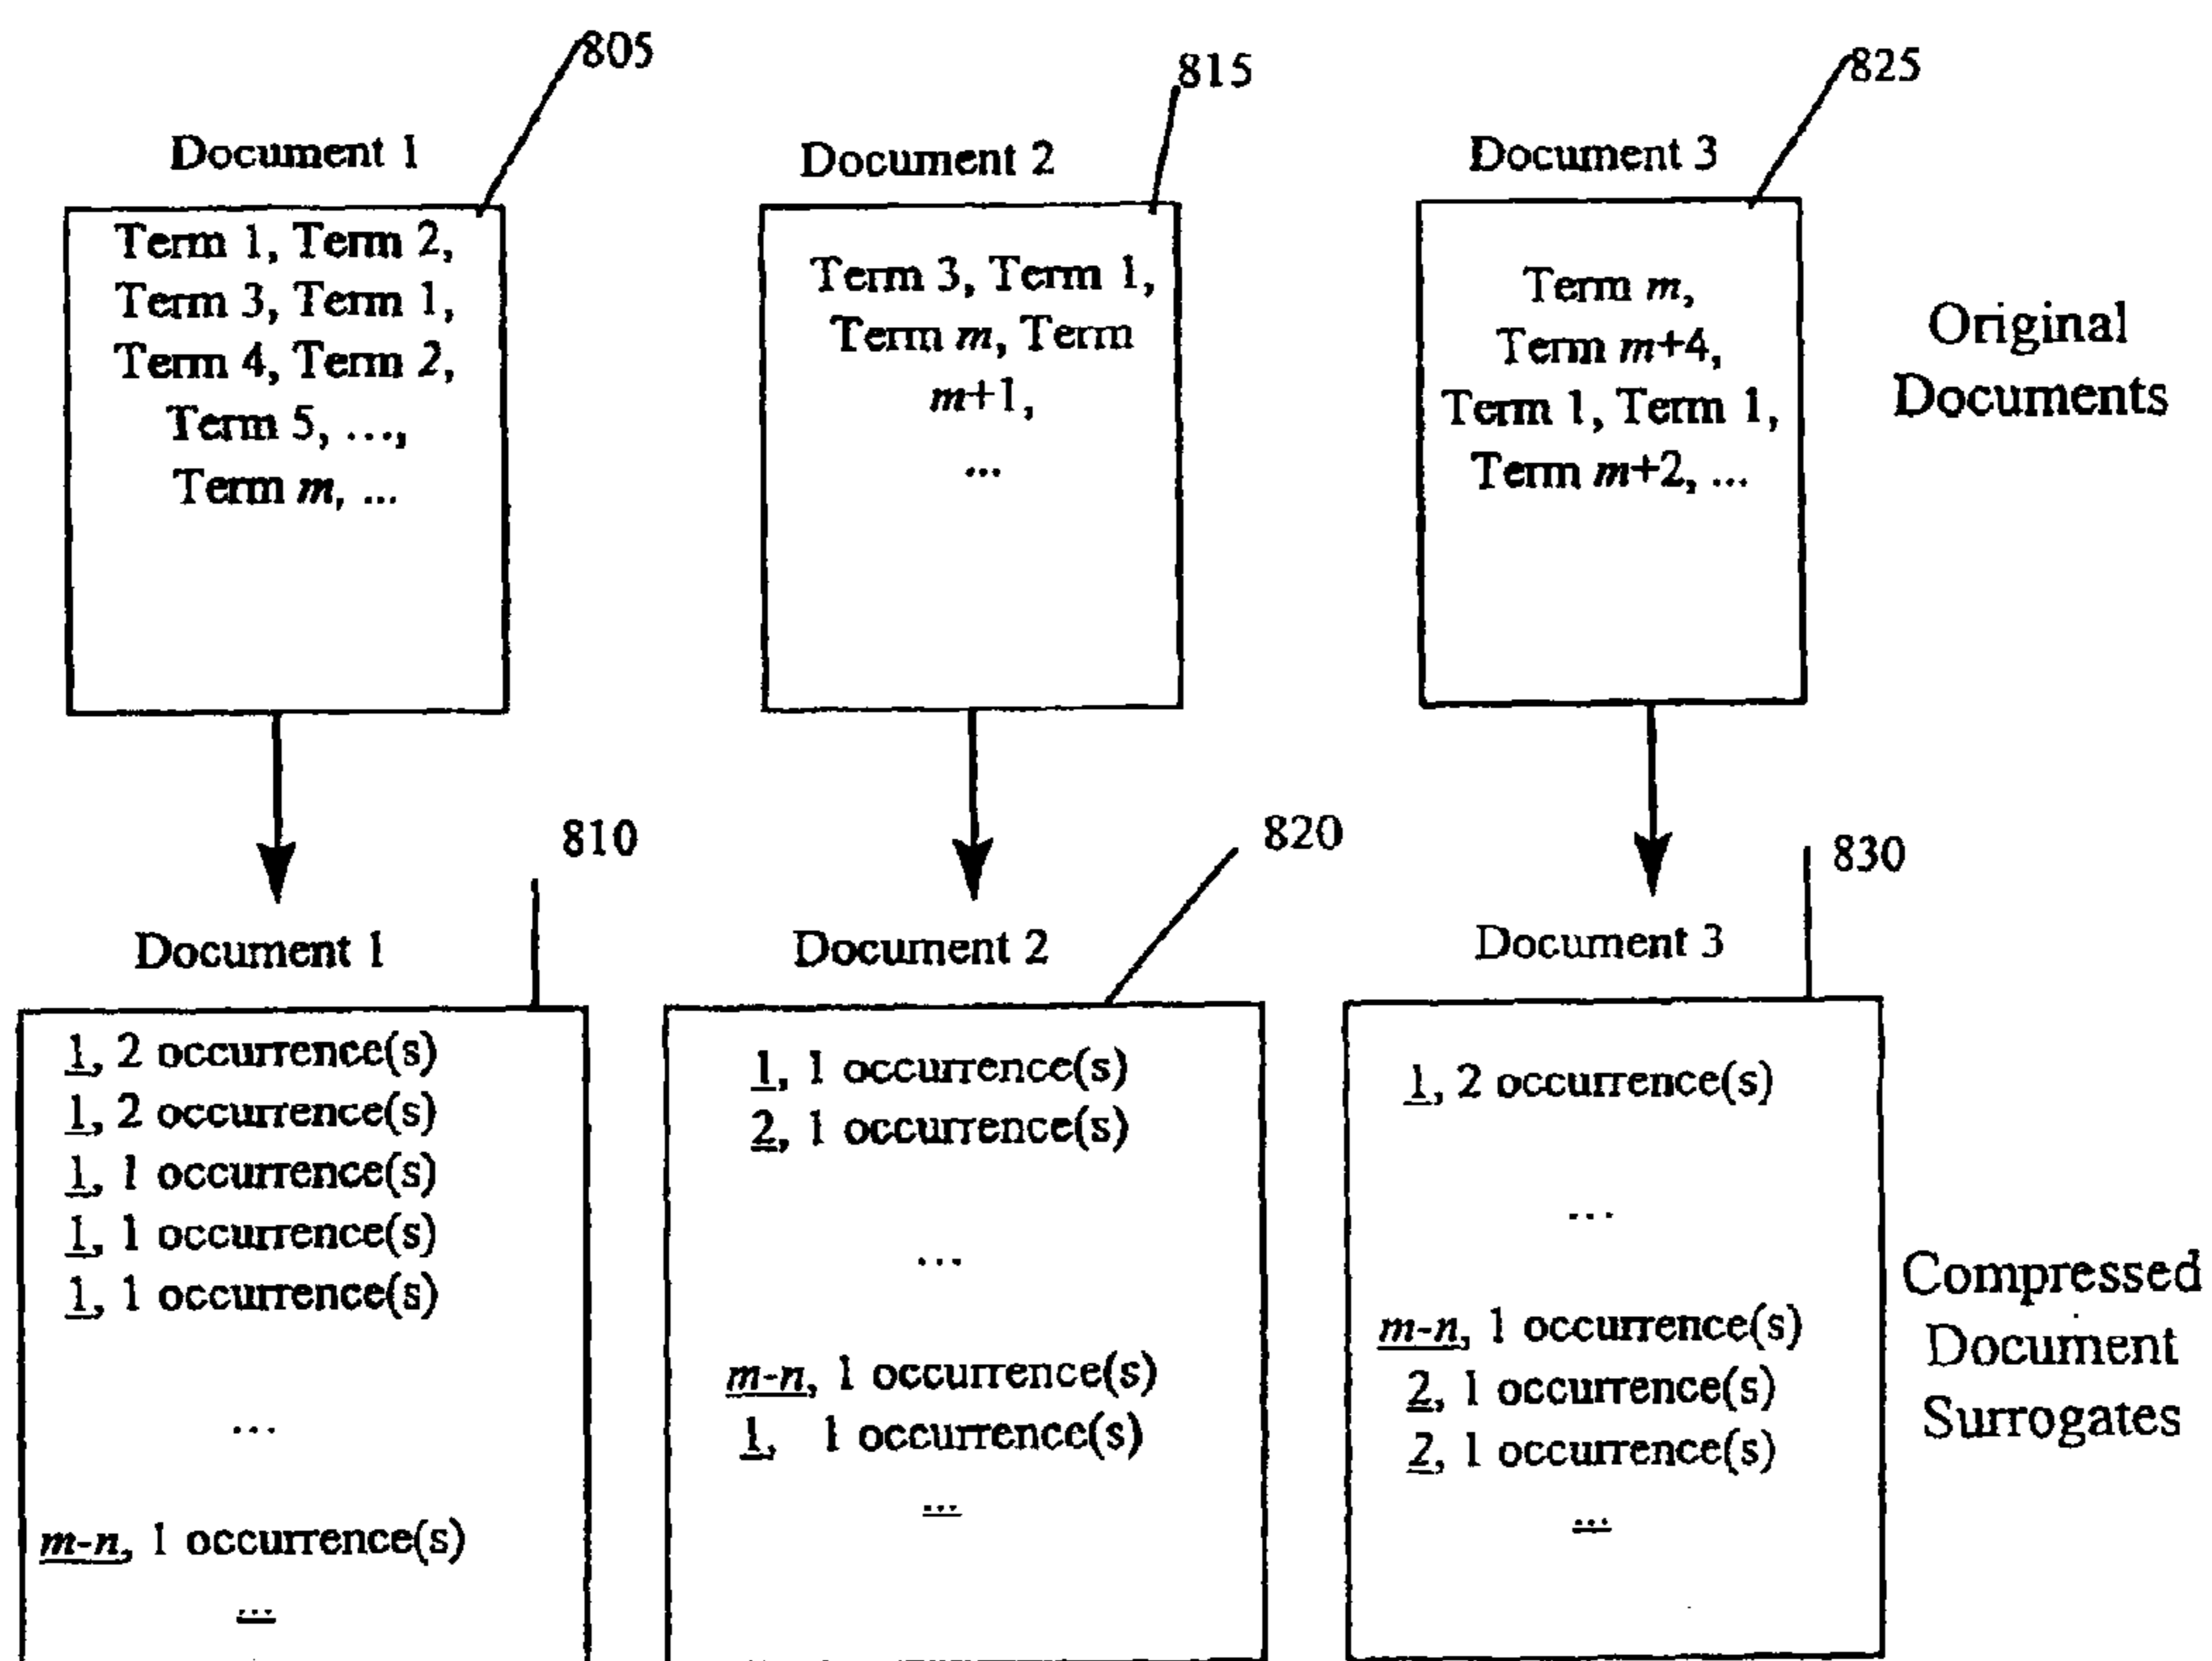 805
815
825
Document 1
Document 2
Document 3
Term 1, Term 2,
Term 3, Term 1,
Term 4, Term 2,
Term 5, ...,
Term m, ...
Term 3, Term 1,
Term m, Term
m+1,
...
Term m,
Term m+4,
Term 1, Term 1,
Term m+2, ...
Original
Documents
810
820
830
Document 1
Document 2
Document 3
1, 2 occurrence(s)
1, 2 occurrence(s)
1, 1 occurrence(s)
1, 1 occurrence(s)
1, 1 occurrence(s)
...
m-n, 1 occurrence(s)
...
1, 1 occurrence(s)
2, 1 occurrence(s)
...
m-n, 1 occurrence(s)
1, 1 occurrence(s)
...
1, 2 occurrence(s)
...
m-n, 1 occurrence(s)
2, 1 occurrence(s)
2, 1 occurrence(s)
...
Compressed
Document
Surrogates